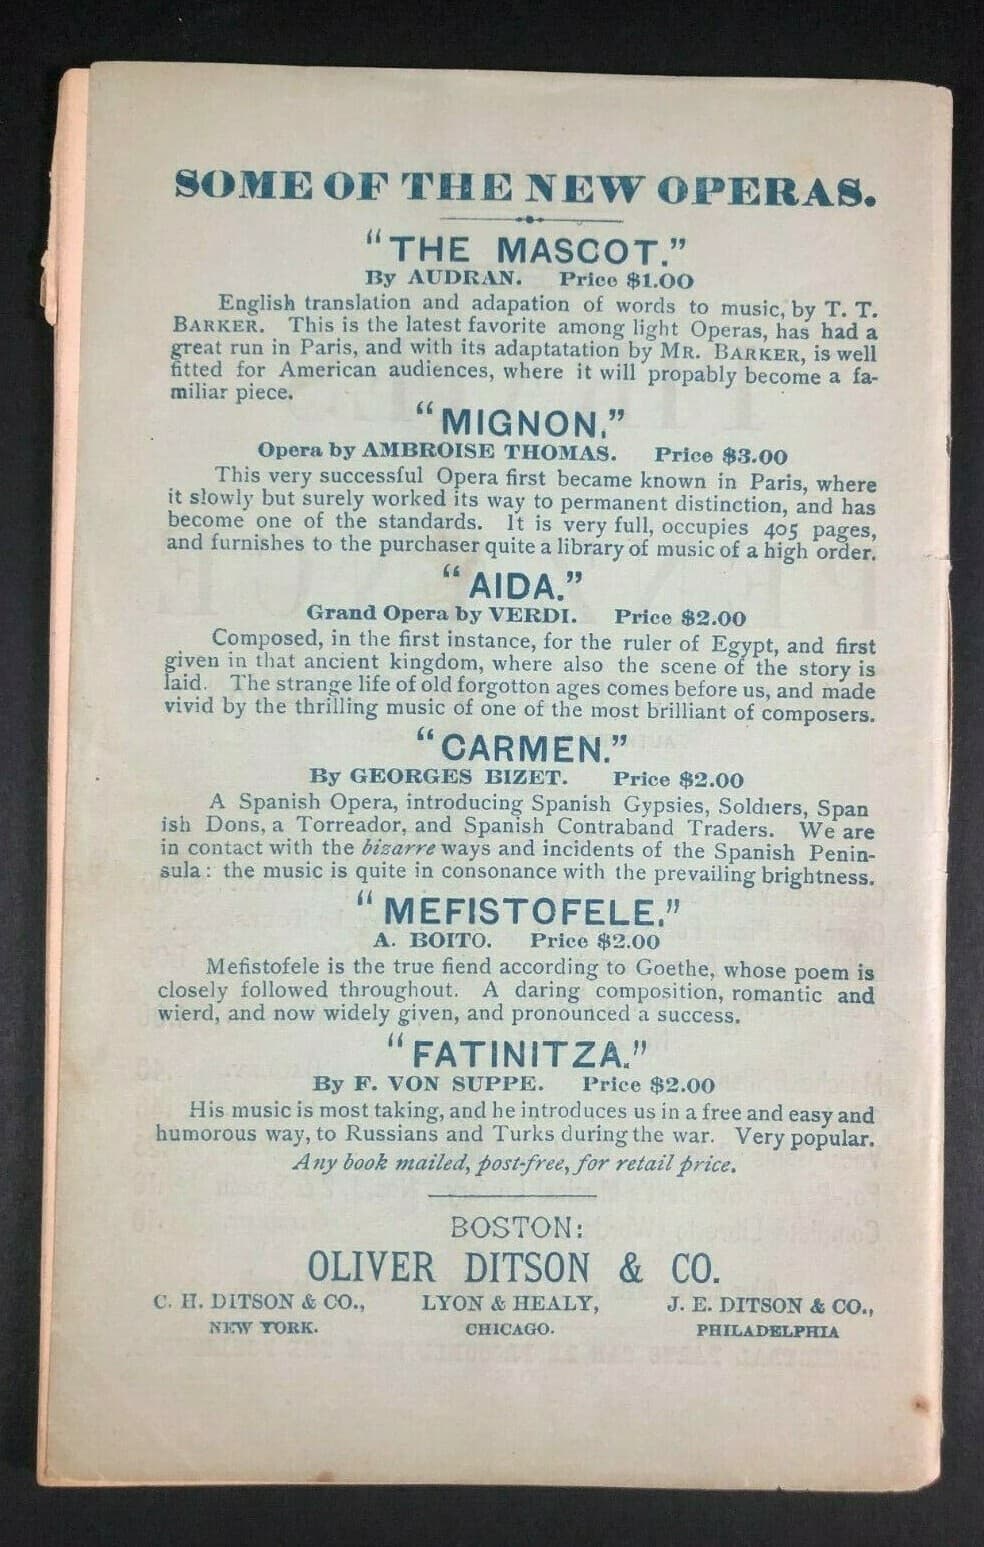 SOME OF THE NEW OPERAS.
"THE MASCOT."
By AUDRAN. Price $1.00
English translation and adapation of words to music, by T. T.
BARKER. This is the latest favorite among light Operas, has had a
great run in Paris, and with its adaptatation by MR. BARKER, is well
fitted for American audiences, where it will propably become a fa-
miliar piece.
"MIGNON."
Opera by AMBROISE THOMAS. Price $3.00
This very successful Opera first became known in Paris, where
it slowly but surely worked its way to permanent distinction, and has
become one of the standards. It is very full, occupies 405 pages,
and furnishes to the purchaser quite a library of music of a high order.
"AIDA."
Grand Opera by VERDI. Price $2.00
Composed, in the first instance, for the ruler of Egypt, and first
given in that ancient kingdom, where also the scene of the story is
laid. The strange life of old forgotton ages comes before us, and made
vivid by the thrilling music of one of the most brilliant of composers.
"CARMEN."
By GEORGES BIZET. Price $2.00
A Spanish Opera, introducing Spanish Gypsies, Soldiers, Span
ish Dons, a Torreador, and Spanish Contraband Traders. We are
in contact with the bizarre ways and incidents of the Spanish Penin-
sula: the music is quite in consonance with the prevailing brightness.
"MEFISTOFELE."
A. BOITO. Price $2.00
Mefistofele is the true fiend according to Goethe, whose poem is
closely followed throughout. A daring composition, romantic and
wierd, and now widely given, and pronounced a success.
"FATINITZA."
By F. VON SUPPE. Price $2.00
His music is most taking, and he introduces us in a free and easy and
humorous way, to Russians and Turks during the war. Very popular.
Any book mailed, post-free, for retail price.
BOSTON:
OLIVER DITSON & CO.
C. H. DITSON & CO., LYON & HEALY, J. E. DITSON & CO.,
NEW YORK. CHICAGO. PHILADELPHIA